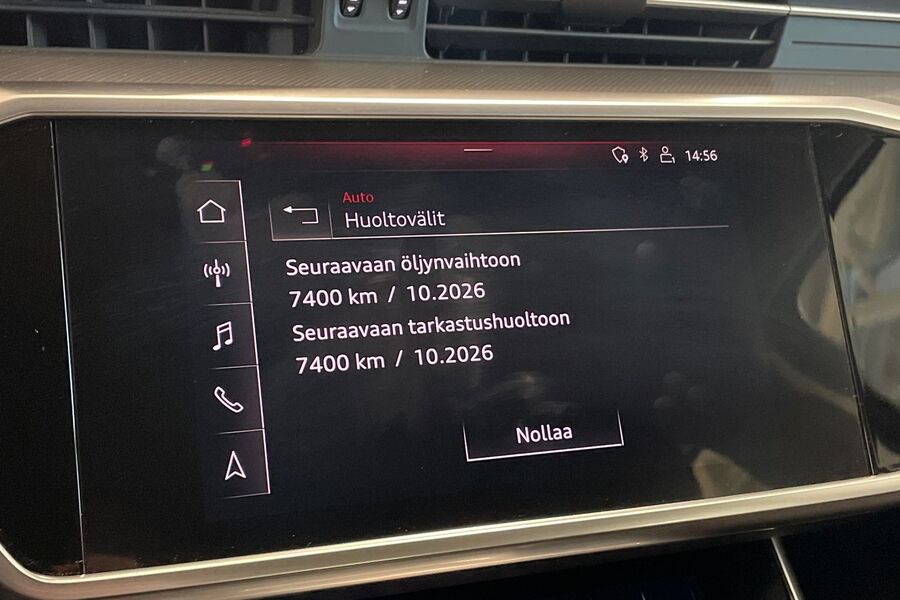 14:56
Auto
Huoltovälit
Seuraavaan öljynvaihtoon
7400 km / 10.2026
Seuraavaan tarkastushuoltoon
7400 km / 10.2026
Nollaa